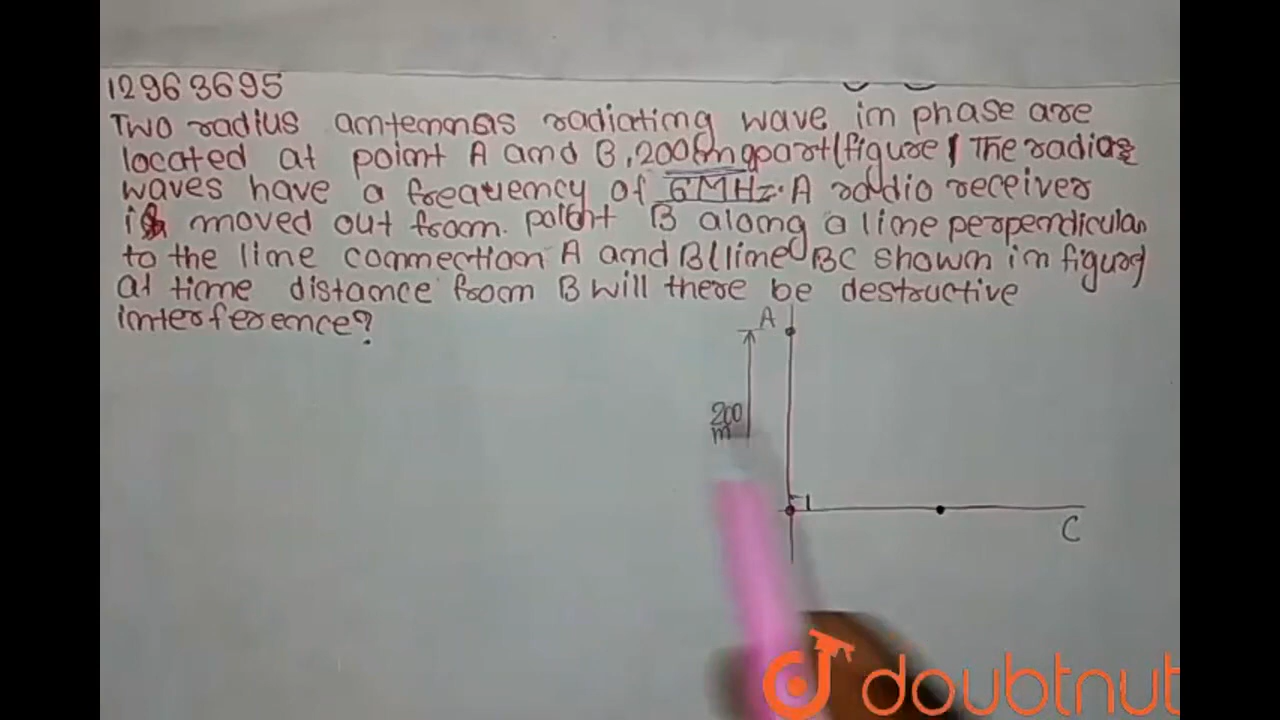 12963695
Two radius antennas radiating wave in phase are
located at point A and B, 200m apart (figure) The radio
waves have a frequency of 6MHz. A radio receiver
is moved out from. point B along a line perpendicular
to the line connection A and B (line BC shown in figure)
at time distance from B will there be destructive
interference?
A
200
m
C
doubtnut